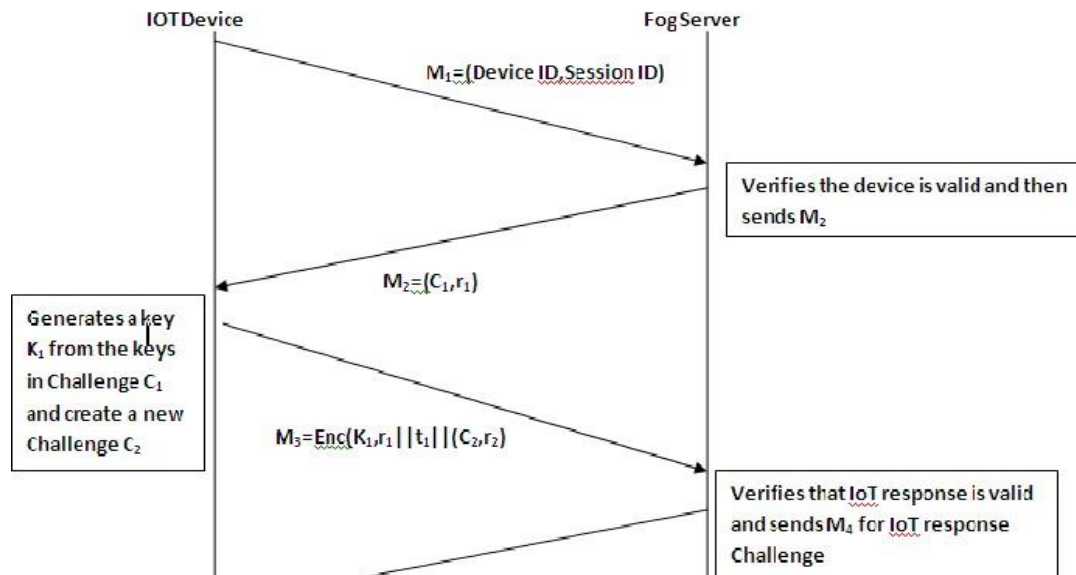 IOTDevice
FogServer
M₁=(Device ID,Session ID)
Verifies the device is valid and then
sends M₂
M₂=(C₁,r₁)
Generates a key
K₁ from the keys
in Challenge C₁
and create a new
Challenge C₂
M₃=Enc(K₁,r₁||t₁||(C₂,r₂)
Verifies that IoT response is valid
and sends M₄ for IoT response
Challenge